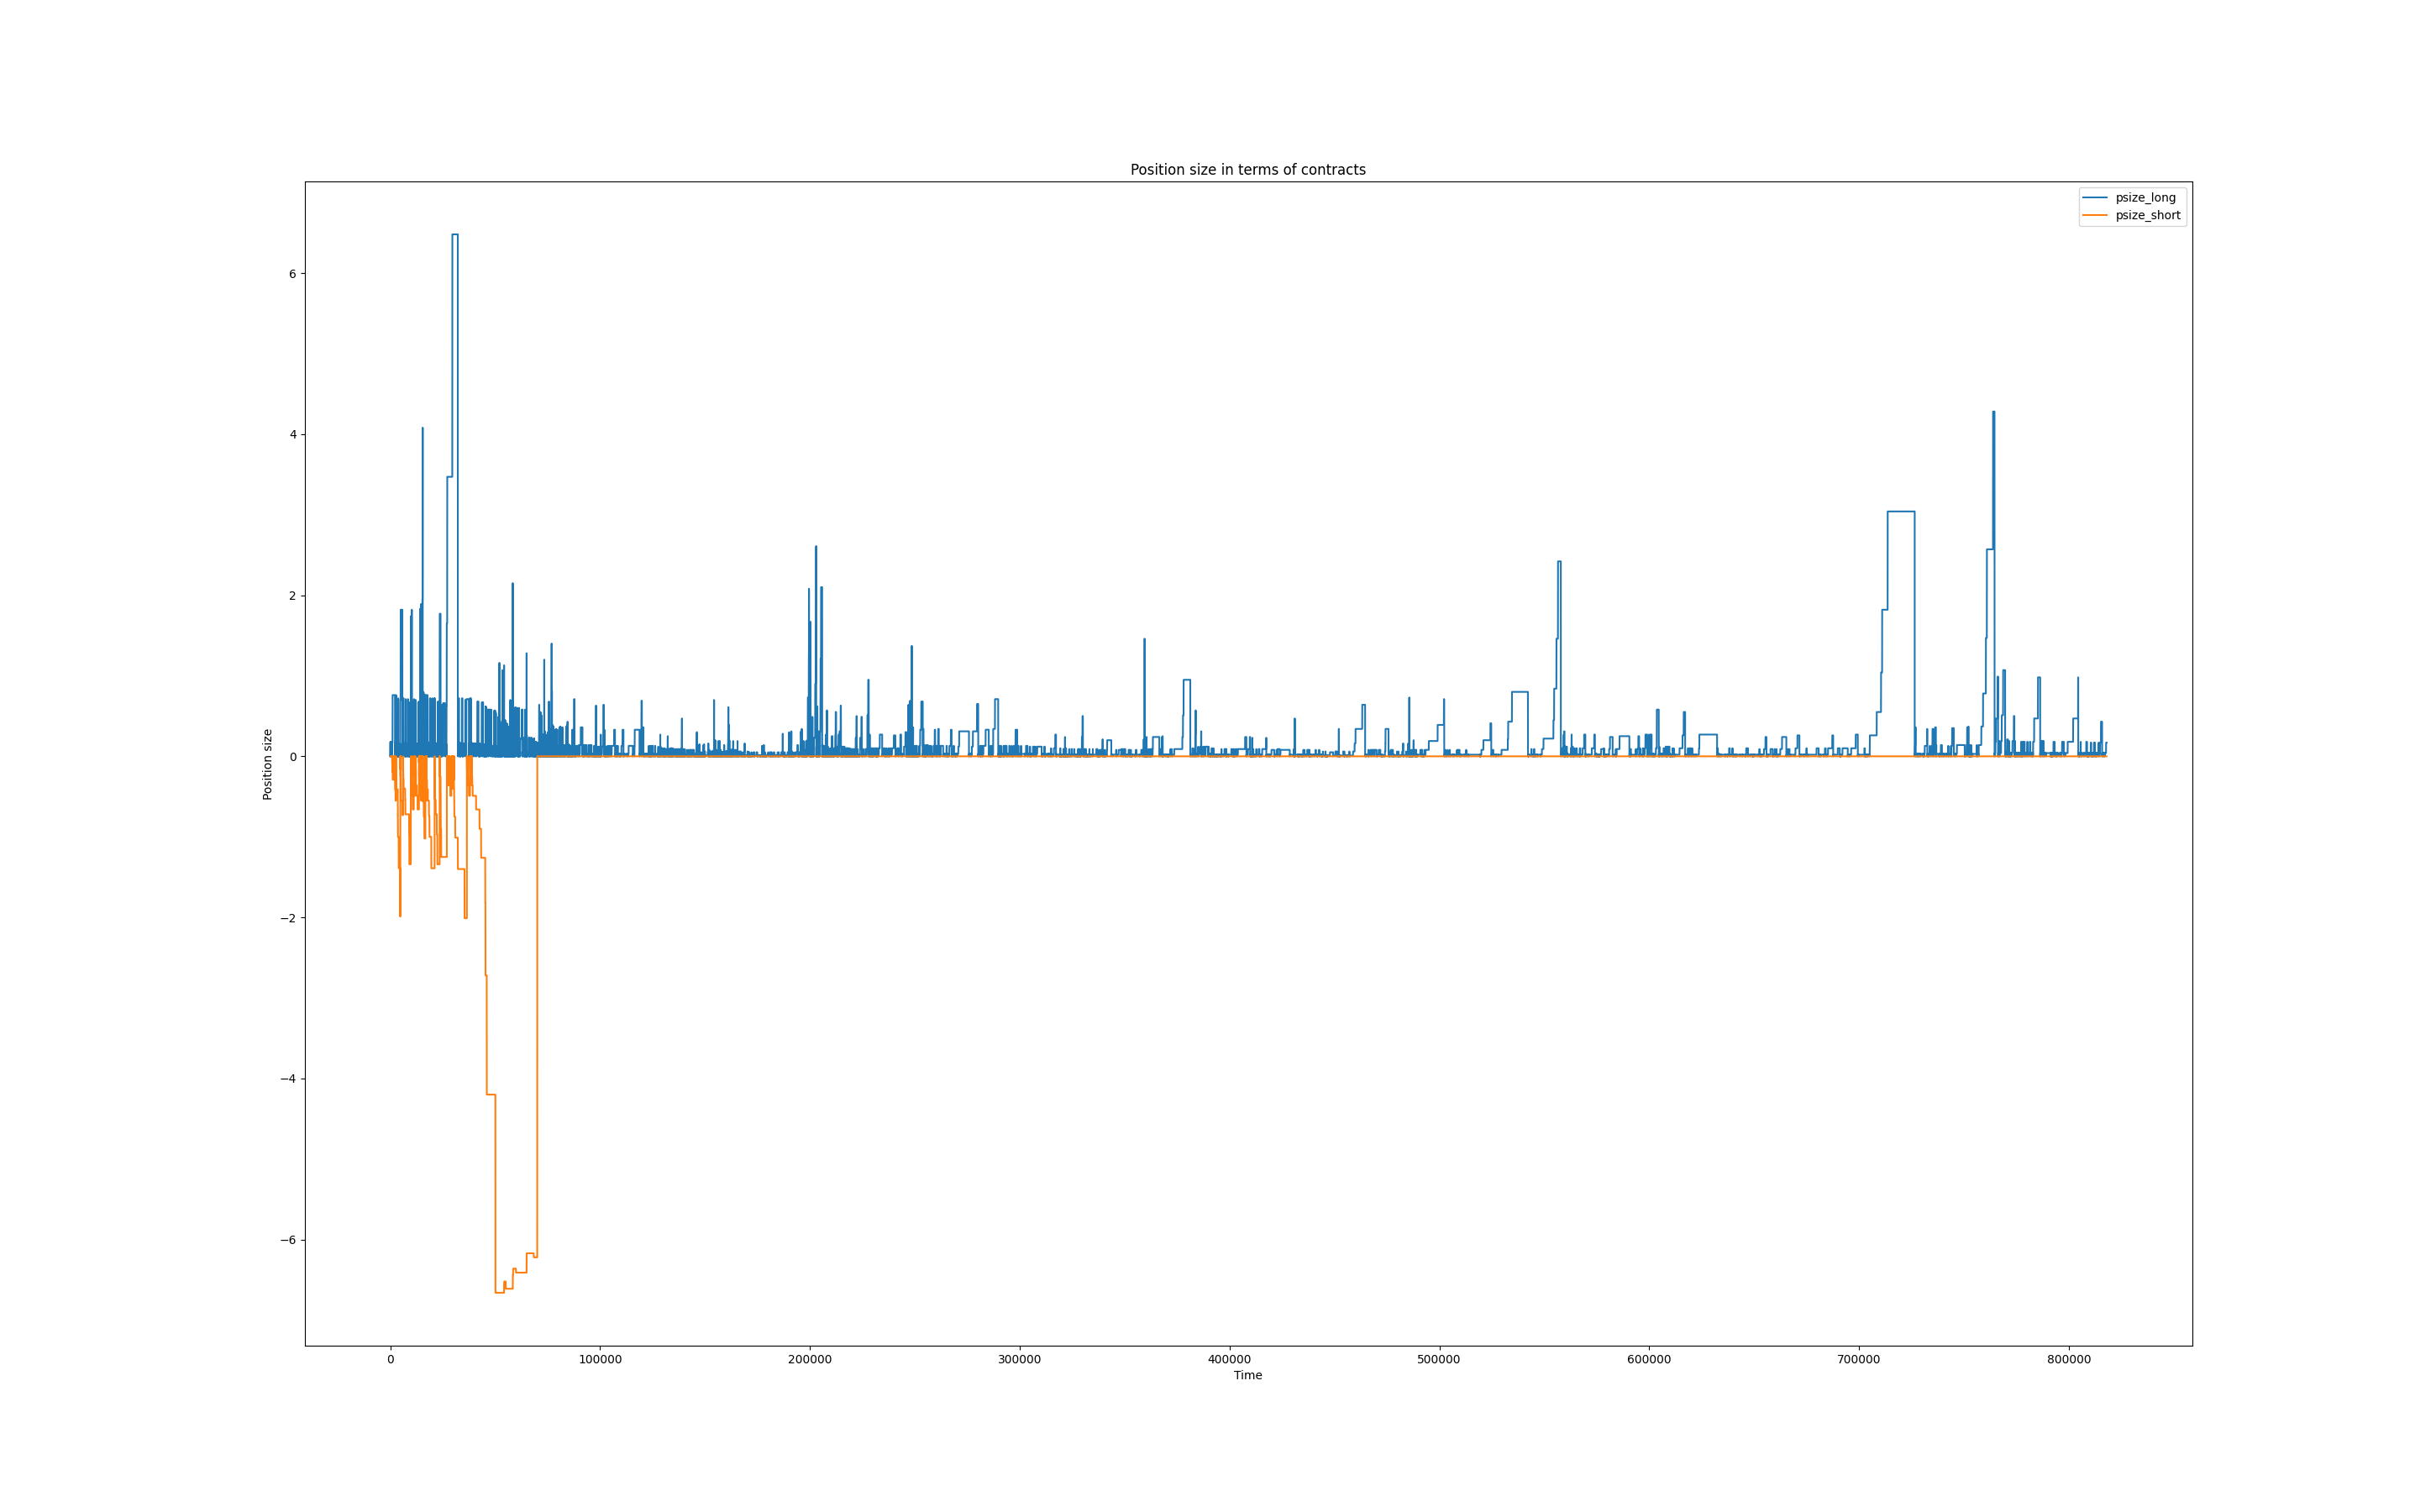 Position size in terms of contracts
psize_long
psize_short
Position size
6
4
2
0
−2
−4
−6
0 100000 200000 300000 400000 500000 600000 700000 800000
Time